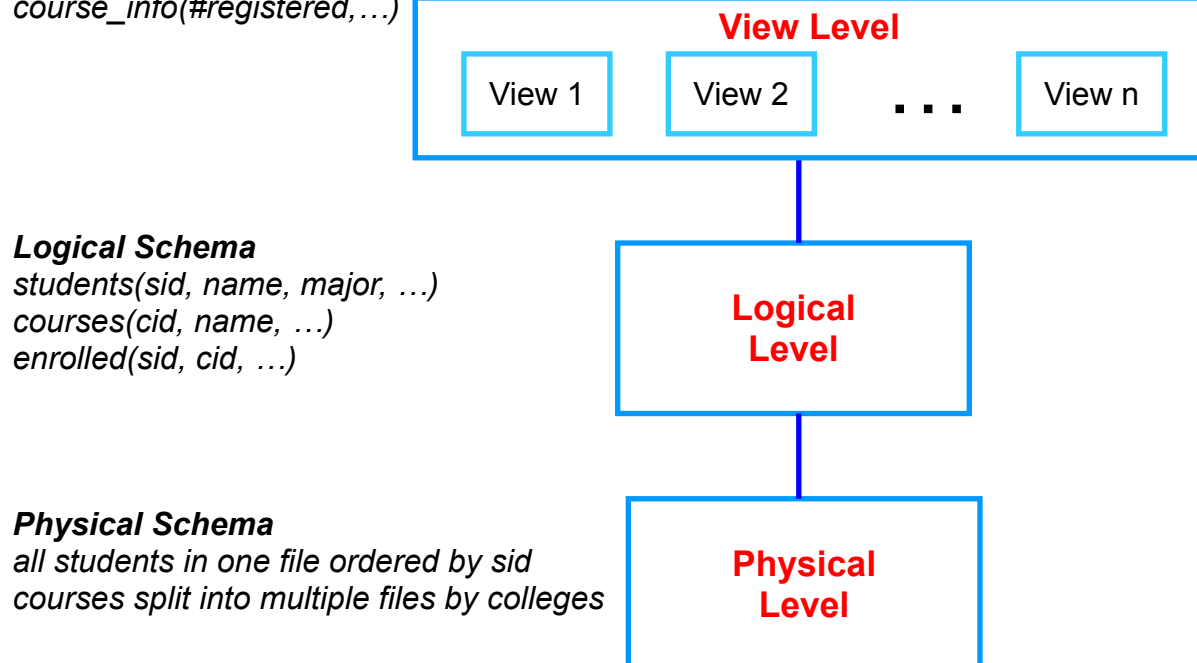 course_info(#registered,…)
View Level
View 1 View 2 ... View n
Logical Schema
students(sid, name, major, …)
courses(cid, name, …)
enrolled(sid, cid, …)
Logical
Level
Physical Schema
all students in one file ordered by sid
courses split into multiple files by colleges
Physical
Level